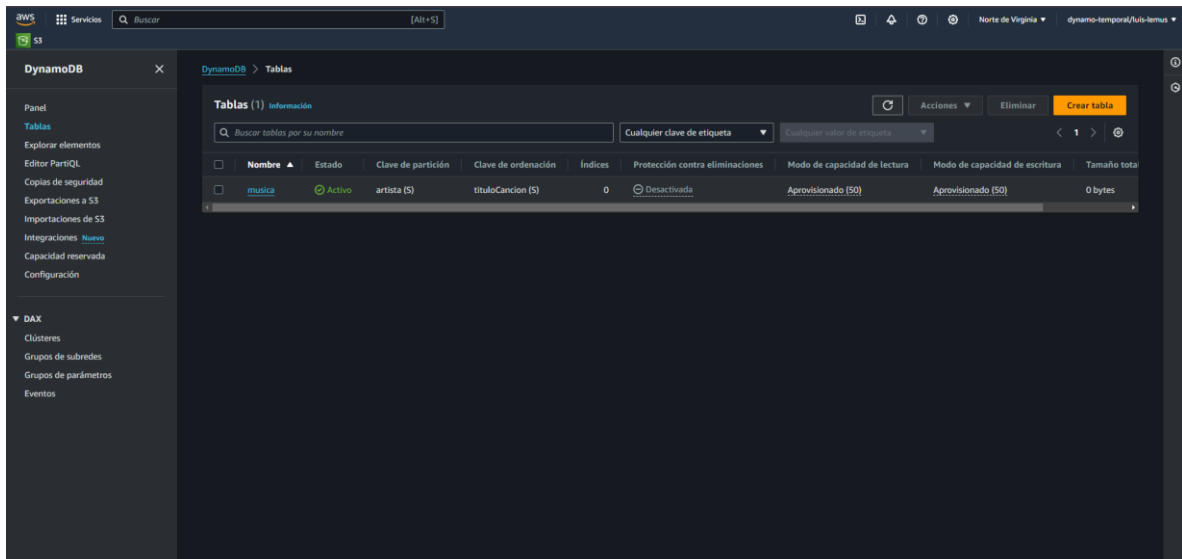 aws Servicios Buscar [Alt+S] Norte de Virginia ▼ dynamo-temporal/luis-lemus ▼
S3
DynamoDB
Panel
Tablas
Explorar elementos
Editor PartiQL
Copias de seguridad
Exportaciones a S3
Importaciones de S3
Integraciones Nuevo
Capacidad reservada
Configuración
▼ DAX
Clústeres
Grupos de subredes
Grupos de parámetros
Eventos
DynamoDB > Tablas
Tablas (1) Información Acciones ▼ Eliminar Crear tabla
Buscar tablas por su nombre Cualquier clave de etiqueta ▼ Cualquier valor de etiqueta ▼ < 1 >
Nombre ▲ Estado Clave de partición Clave de ordenación Índices Protección contra eliminaciones Modo de capacidad de lectura Modo de capacidad de escritura Tamaño total
musica Activo artista (S) tituloCancion (S) 0 Desactivada Aprovisionado (50) Aprovisionado (50) 0 bytes